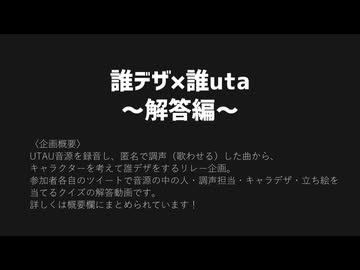 誰デザ×誰uta
～解答編～
〈企画概要〉
UTAU音源を録音し、匿名で調声（歌わせる）した曲から、
キャラクターを考えて誰デザをするリレー企画。
参加者各自のツイートで音源の中の人・調声担当・キャラデザ・立ち絵を
当てるクイズの解答動画です。
詳しくは概要欄にまとめられています！